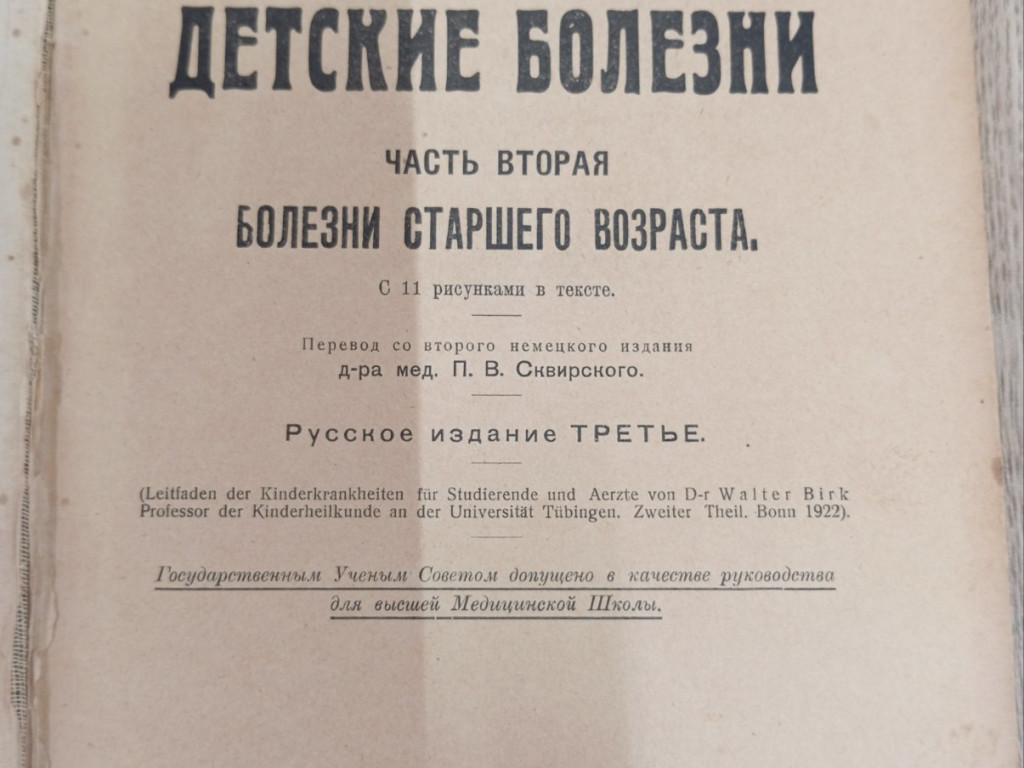 ДЕТСКИЕ БОЛЕЗНИ
ЧАСТЬ ВТОРАЯ
БОЛЕЗНИ СТАРШЕГО ВОЗРАСТА.
С 11 рисунками в тексте.
Перевод со второго немецкого издания
д-ра мед. П. В. Сквирского.
Русское издание ТРЕТЬЕ.
(Leitfaden der Kinderkrankheiten für Studierende und Aerzte von D-r Walter Birk
Professor der Kinderheilkunde an der Universität Tübingen. Zweiter Theil. Bonn 1922).
Государственным Ученым Советом допущено в качестве руководства
для высшей Медицинской Школы.